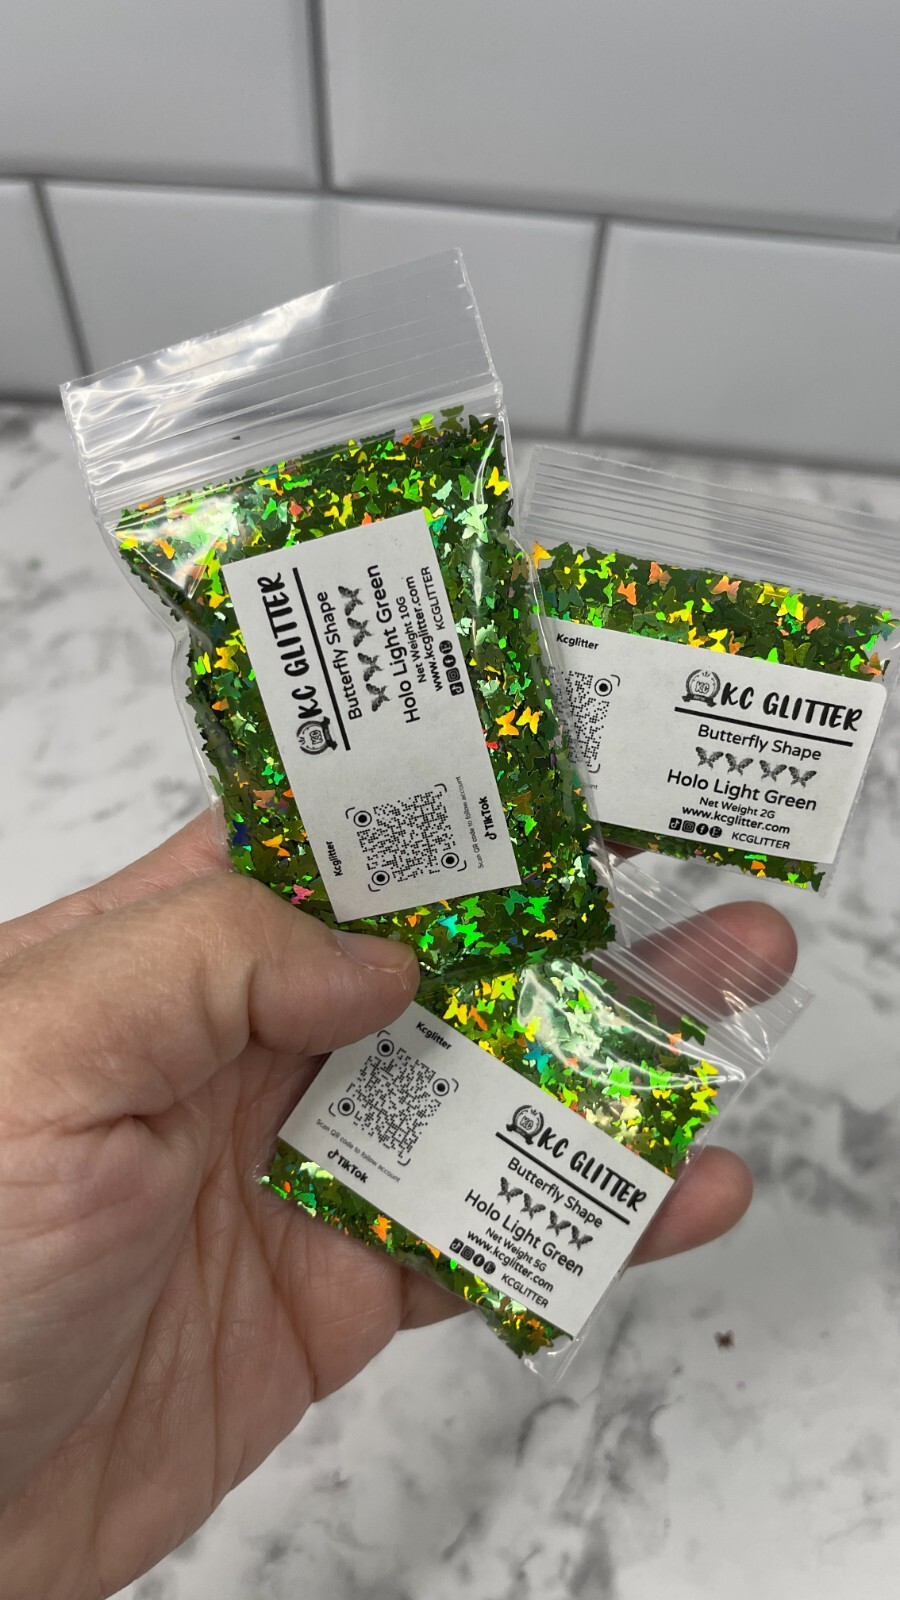 KC GLITTER
Butterfly Shape
Holo Light Green
Net Weight 10G
www.kcglitter.com
KCGLITTER
Kcglitter
Scan QR code to follow account
TikTok
Kcglitter
KC
KC GLITTER
Butterfly Shape
Holo Light Green
Net Weight 2G
www.kcglitter.com
KCGLITTER
Kcglitter
Scan QR code to follow account
TikTok
KC GLITTER
Butterfly Shape
Holo Light Green
Net Weight 5G
www.kcglitter.com
KCGLITTER